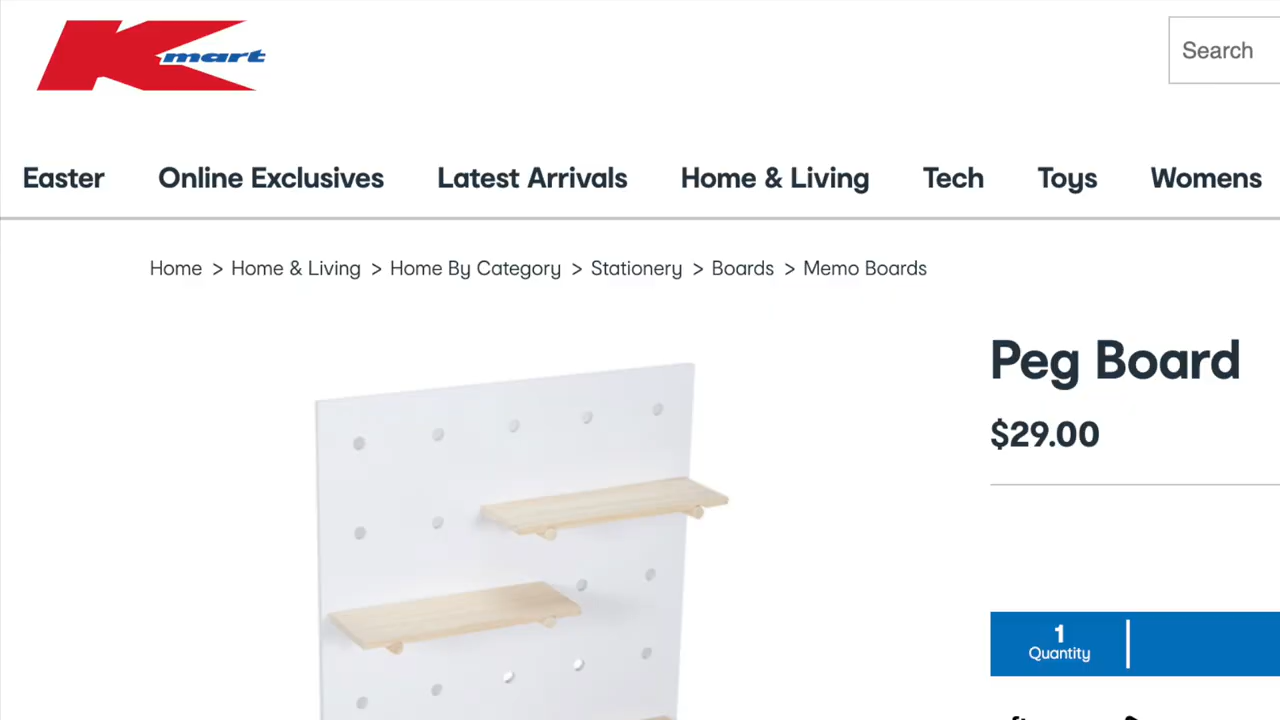 Kmart
Search
Easter Online Exclusives Latest Arrivals Home & Living Tech Toys Womens
Home > Home & Living > Home By Category > Stationery > Boards > Memo Boards
Peg Board
$29.00
1
Quantity